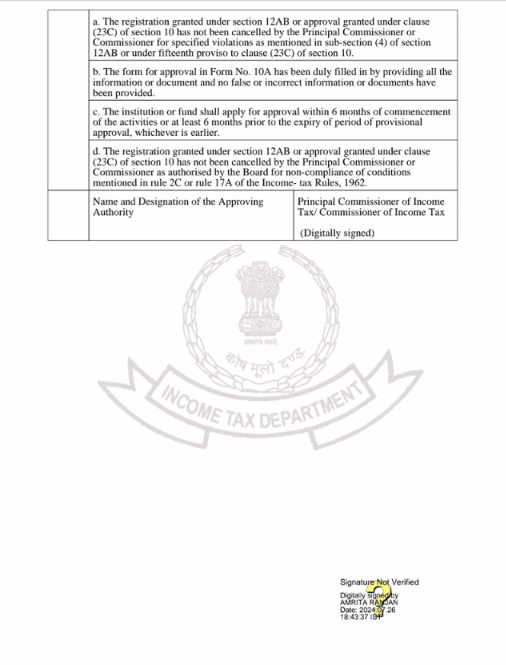 a. The registration granted under section 12AB or approval granted under clause
(23C) of section 10 has not been cancelled by the Principal Commissioner or
Commissioner for specified violations as mentioned in sub-section (4) of section
12AB or under fifteenth proviso to clause (23C) of section 10.
b. The form for approval in Form No. 10A has been duly filled in by providing all the
information or document and no false or incorrect information or documents have
been provided.
c. The institution or fund shall apply for approval within 6 months of commencement
of the activities or at least 6 months prior to the expiry of period of provisional
approval, whichever is earlier.
d. The registration granted under section 12AB or approval granted under clause
(23C) of section 10 has not been cancelled by the Principal Commissioner or
Commissioner as authorised by the Board for non-compliance of conditions
mentioned in rule 2C or rule 17A of the Income- tax Rules, 1962.
Name and Designation of the Approving
Authority
Principal Commissioner of Income
Tax/ Commissioner of Income Tax
(Digitally signed)
सत्यमेव जयते
कोष मूलो दण्ड
INCOME TAX DEPARTMENT
Signature Not Verified
Digitally signed by
AMRITA RANJAN
Date: 2024.07.26
18:43:37 IST